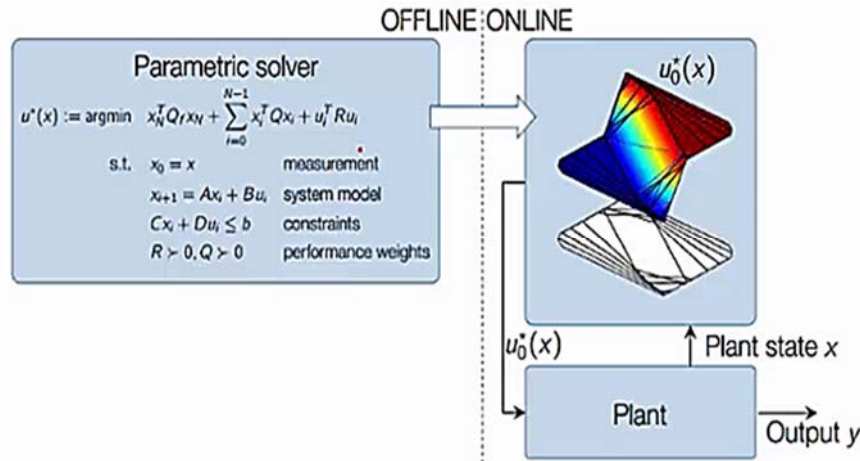 OFFLINE ONLINE
Parametric solver
u*(x) := argmin x_N^T Q_f x_N + \sum_{i=0}^{N-1} x_i^T Q x_i + u_i^T R u_i
s.t. x_0 = x measurement
x_{i+1} = Ax_i + Bu_i system model
Cx_i + Du_i ≤ b constraints
R ≻ 0, Q ≻ 0 performance weights
u_0^*(x)
u_0^*(x)
Plant state x
Plant
Output y